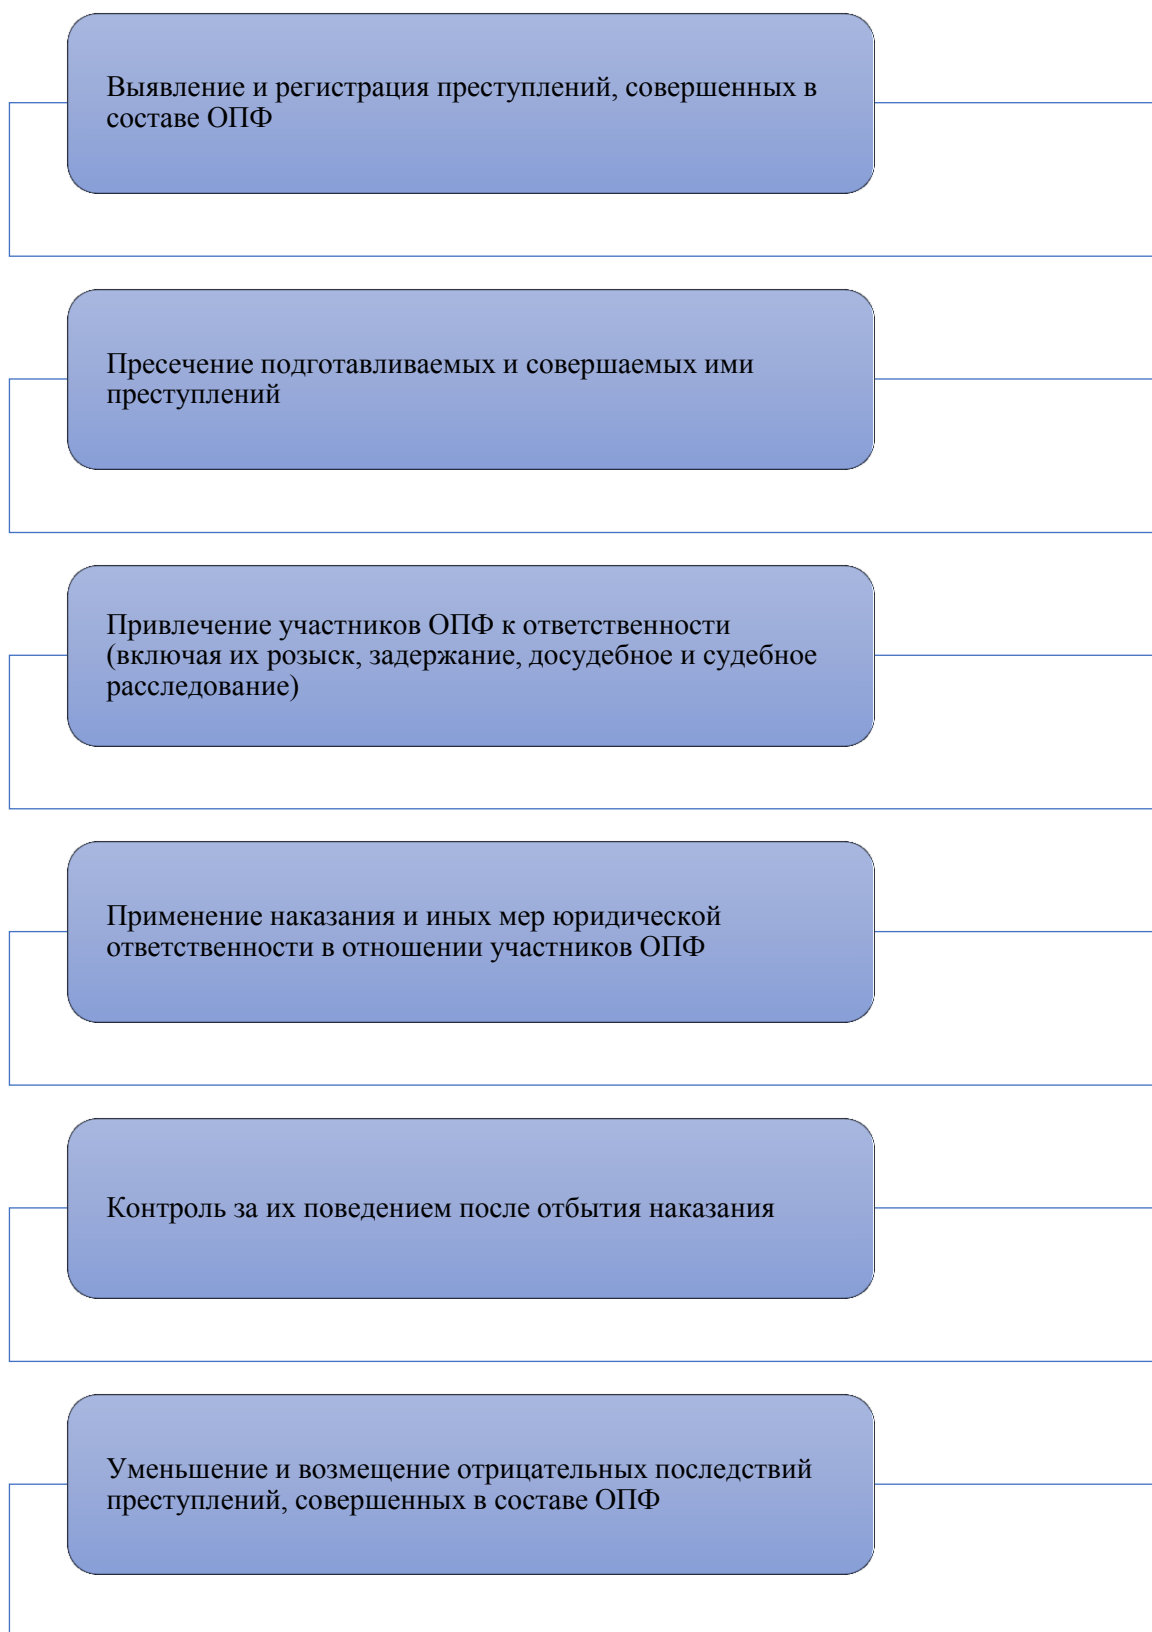 Выявление и регистрация преступлений, совершенных в
составе ОПФ
Пресечение подготавливаемых и совершаемых ими
преступлений
Привлечение участников ОПФ к ответственности
(включая их розыск, задержание, досудебное и судебное
расследование)
Применение наказания и иных мер юридической
ответственности в отношении участников ОПФ
Контроль за их поведением после отбытия наказания
Уменьшение и возмещение отрицательных последствий
преступлений, совершенных в составе ОПФ